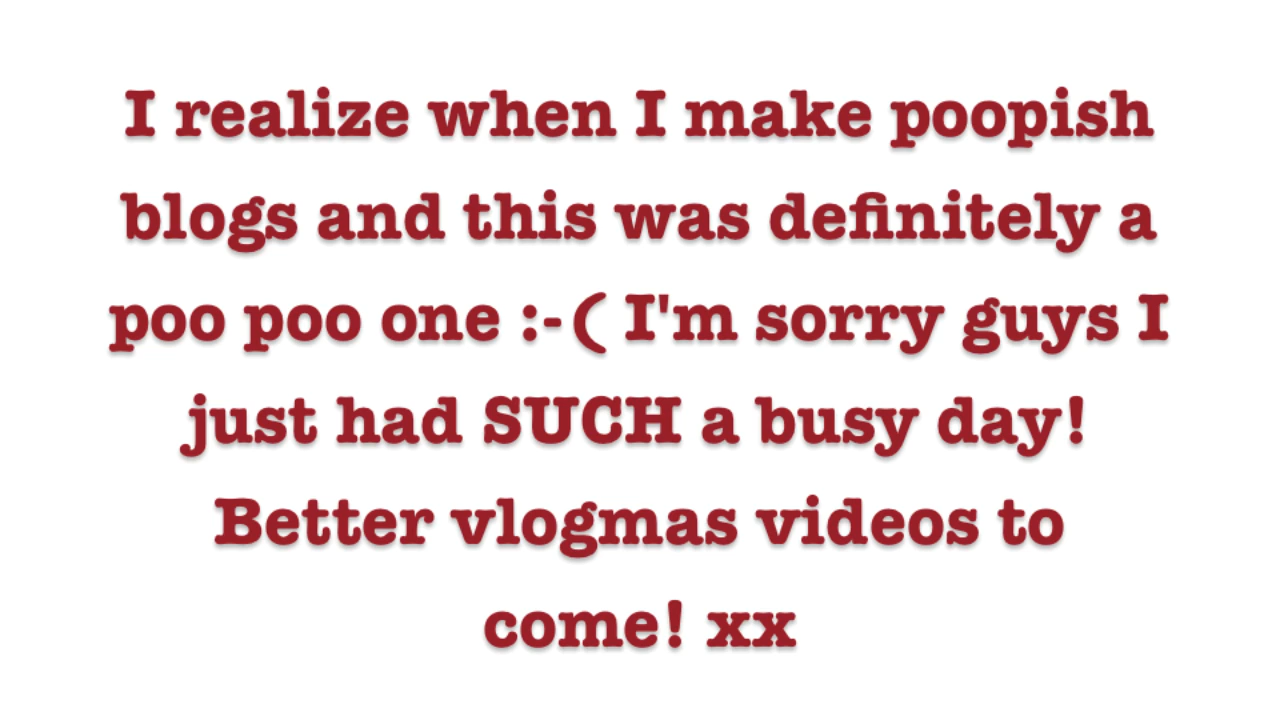 I realize when I make poopish
blogs and this was definitely a
poo poo one :-( I'm sorry guys I
just had SUCH a busy day!
Better vlogmas videos to
come! xx